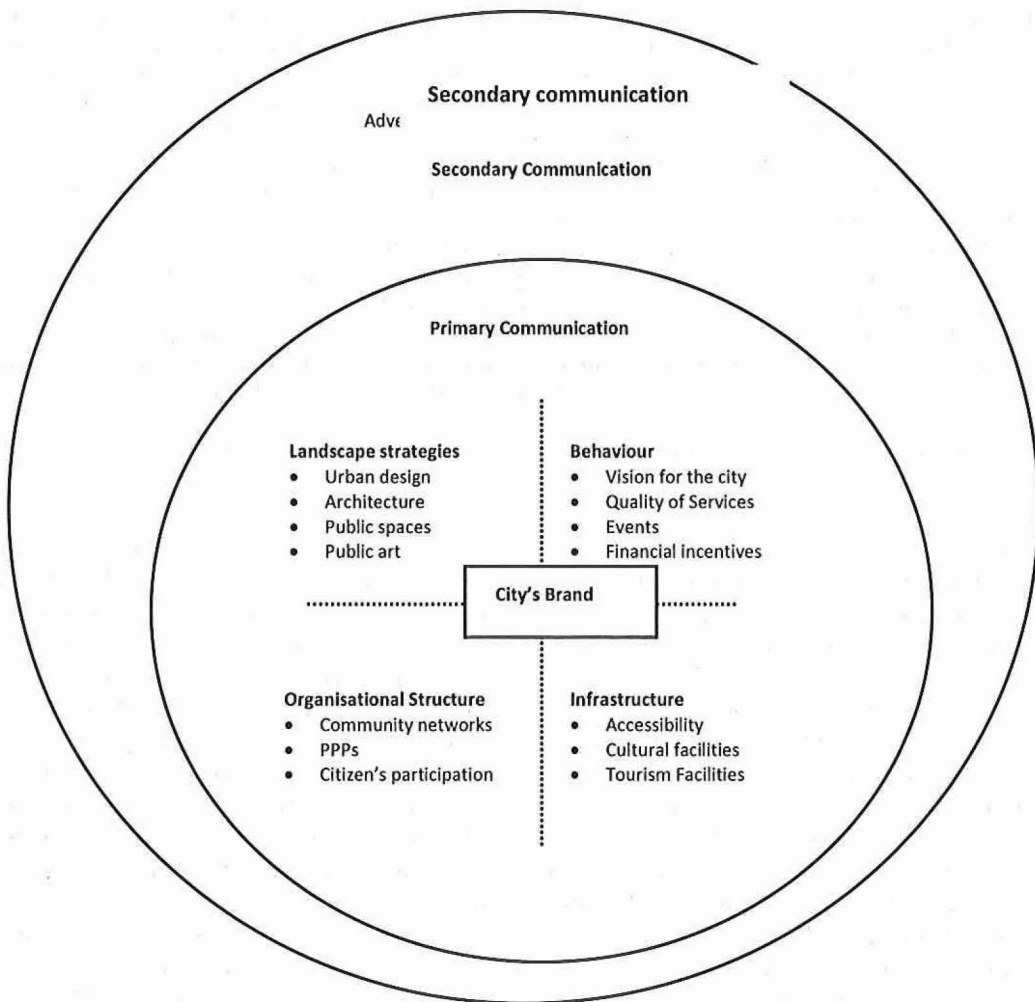 Secondary communication
Secondary Communication
Primary Communication
Landscape strategies
• Urban design
• Architecture
• Public spaces
• Public art
Behaviour
• Vision for the city
• Quality of Services
• Events
• Financial incentives
City's Brand
Organisational Structure
• Community networks
• PPPs
• Citizen's participation
Infrastructure
• Accessibility
• Cultural facilities
• Tourism Facilities